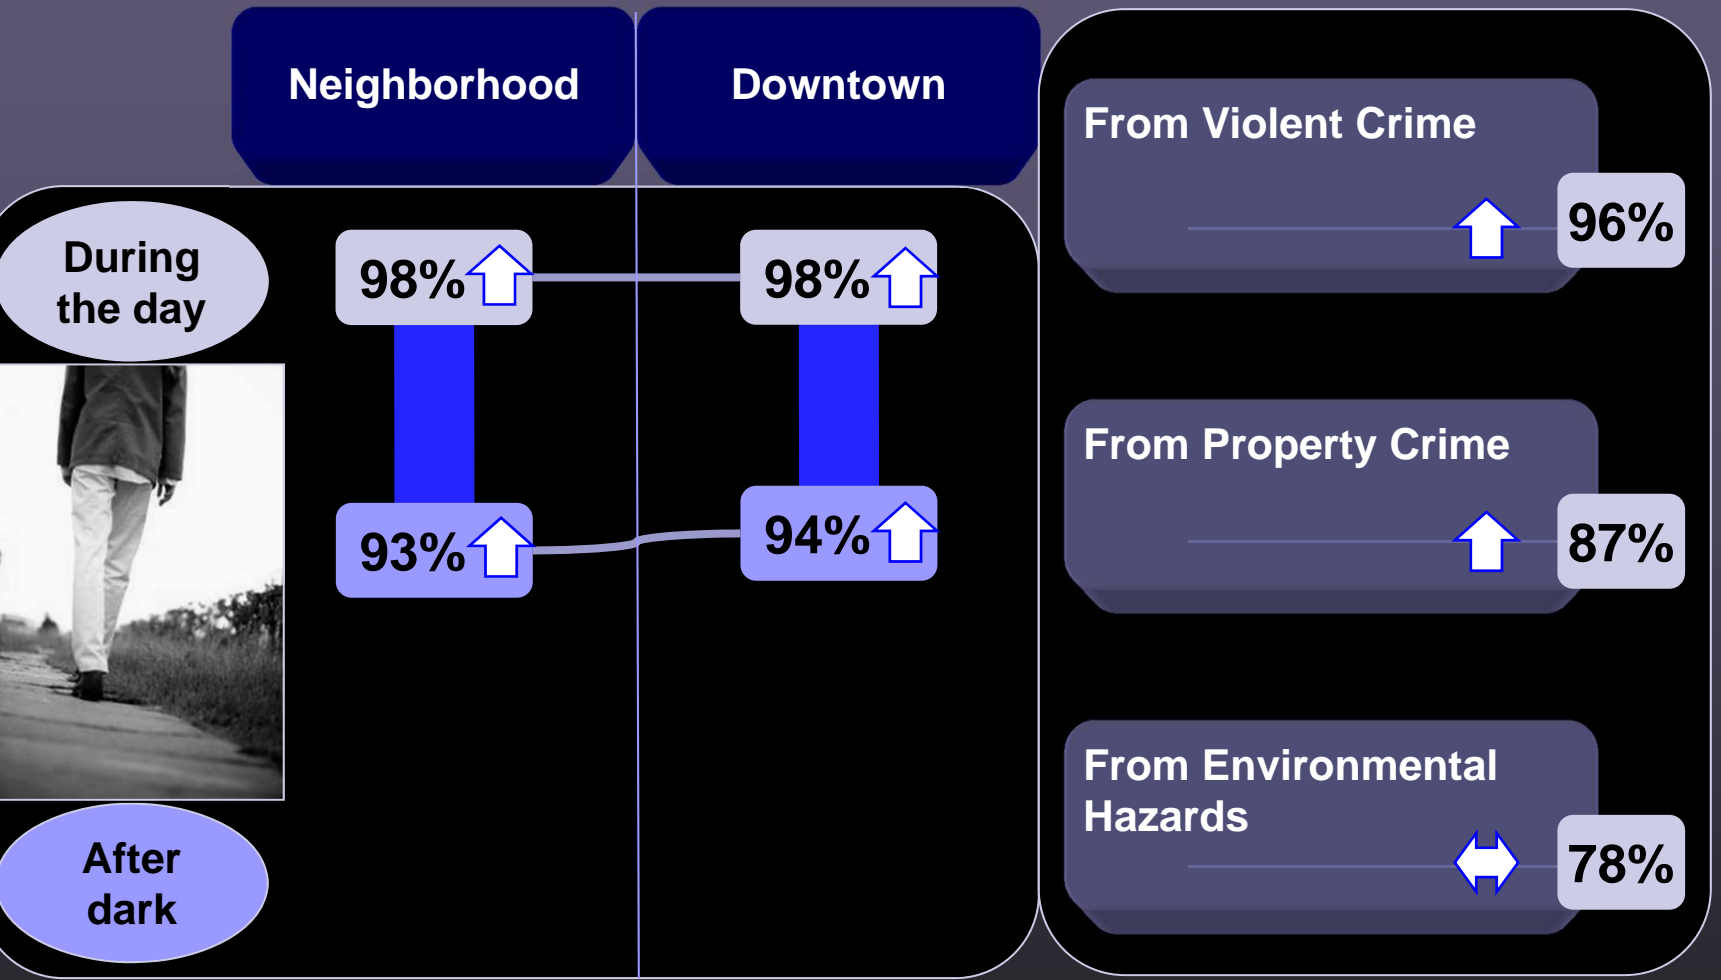 Neighborhood
Downtown
During
the day
98%
98%
93%
94%
After
dark
From Violent Crime
96%
From Property Crime
87%
From Environmental
Hazards
78%